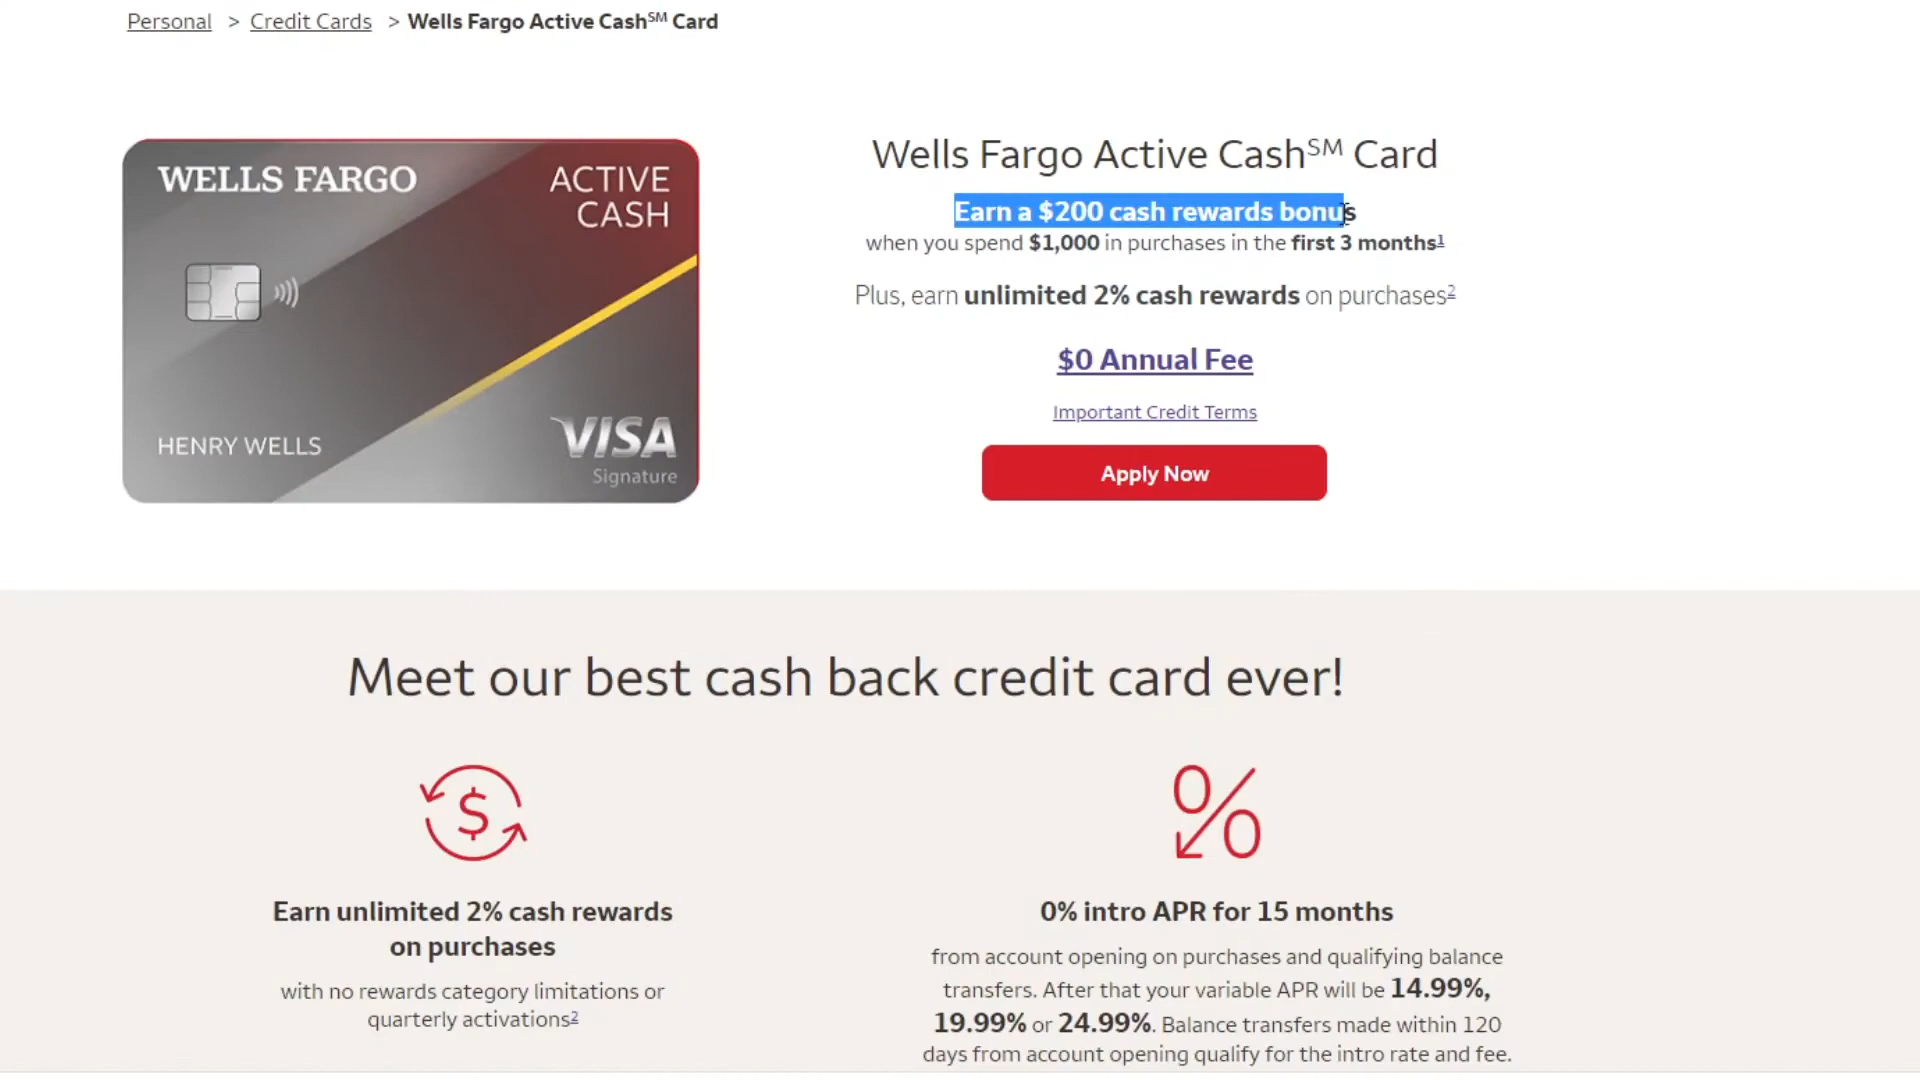 Personal > Credit Cards > Wells Fargo Active Cash℠ Card
WELLS FARGO
ACTIVE
CASH
HENRY WELLS
VISA
Signature
Wells Fargo Active Cash℠ Card
Earn a $200 cash rewards bonus
when you spend $1,000 in purchases in the first 3 months¹
Plus, earn unlimited 2% cash rewards on purchases²
$0 Annual Fee
Important Credit Terms
Apply Now
Meet our best cash back credit card ever!
$
Earn unlimited 2% cash rewards
on purchases
with no rewards category limitations or
quarterly activations²
%
0% intro APR for 15 months
from account opening on purchases and qualifying balance
transfers. After that your variable APR will be 14.99%,
19.99% or 24.99%. Balance transfers made within 120
days from account opening qualify for the intro rate and fee.